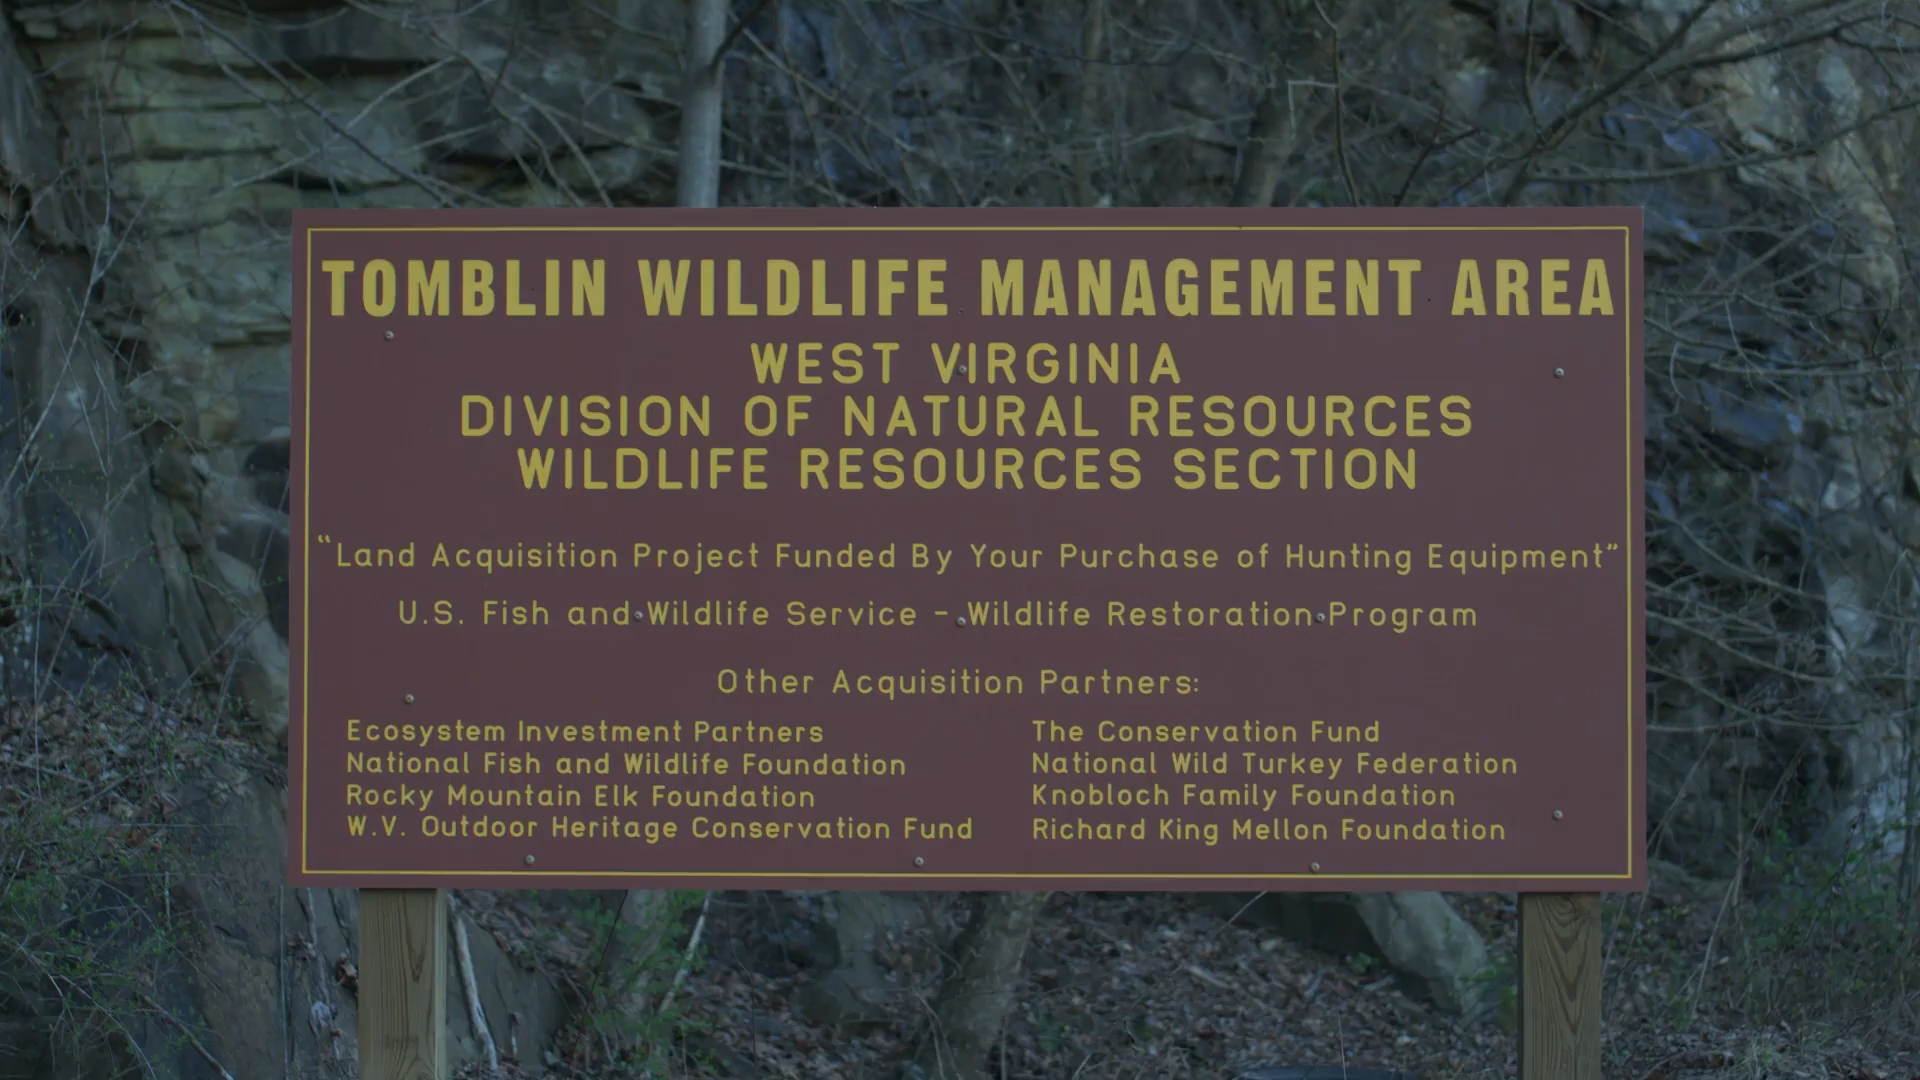 TOMBLIN WILDLIFE MANAGEMENT AREA
WEST VIRGINIA
DIVISION OF NATURAL RESOURCES
WILDLIFE RESOURCES SECTION
"Land Acquisition Project Funded By Your Purchase of Hunting Equipment"
U.S. Fish and Wildlife Service - Wildlife Restoration Program
Other Acquisition Partners:
Ecosystem Investment Partners
National Fish and Wildlife Foundation
Rocky Mountain Elk Foundation
W.V. Outdoor Heritage Conservation Fund
The Conservation Fund
National Wild Turkey Federation
Knobloch Family Foundation
Richard King Mellon Foundation